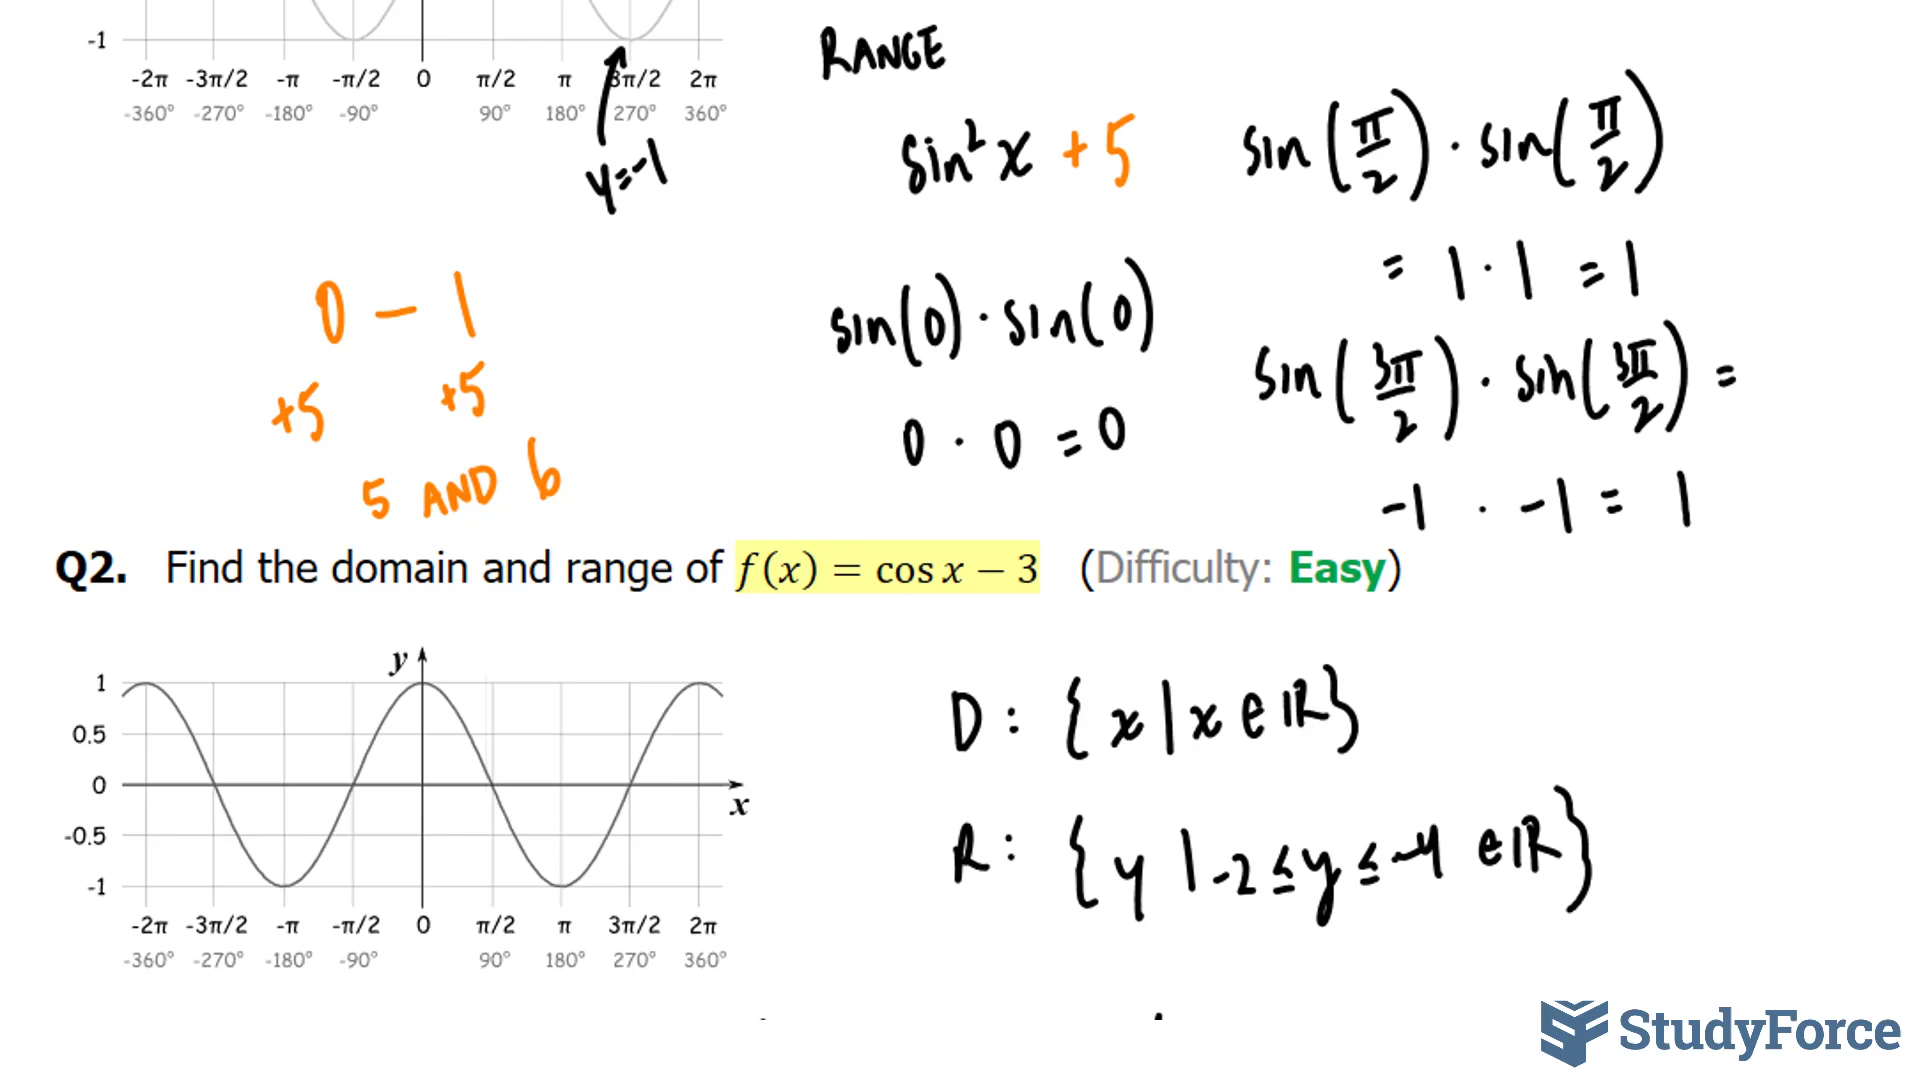 -1
-2π -3π/2 -π -π/2 0 π/2 π 3π/2 2π
-360° -270° -180° -90° 90° 180° 270° 360°
y=-1
RANGE
sin²x +5
sin(π/2) · sin(π/2)
= 1 · 1 = 1
sin(0) · sin(0)
0 · 0 = 0
sin(3π/2) · sin(3π/2) =
-1 · -1 = 1
0 - 1
+5 +5
5 AND 6
Q2. Find the domain and range of f(x) = cos x − 3 (Difficulty: Easy)
y
1
0.5
0
x
-0.5
-1
-2π -3π/2 -π -π/2 0 π/2 π 3π/2 2π
-360° -270° -180° -90° 90° 180° 270° 360°
D: {x | x ∈ ℝ}
R: {y | -2 ≤ y ≤ -4 ∈ ℝ}
StudyForce